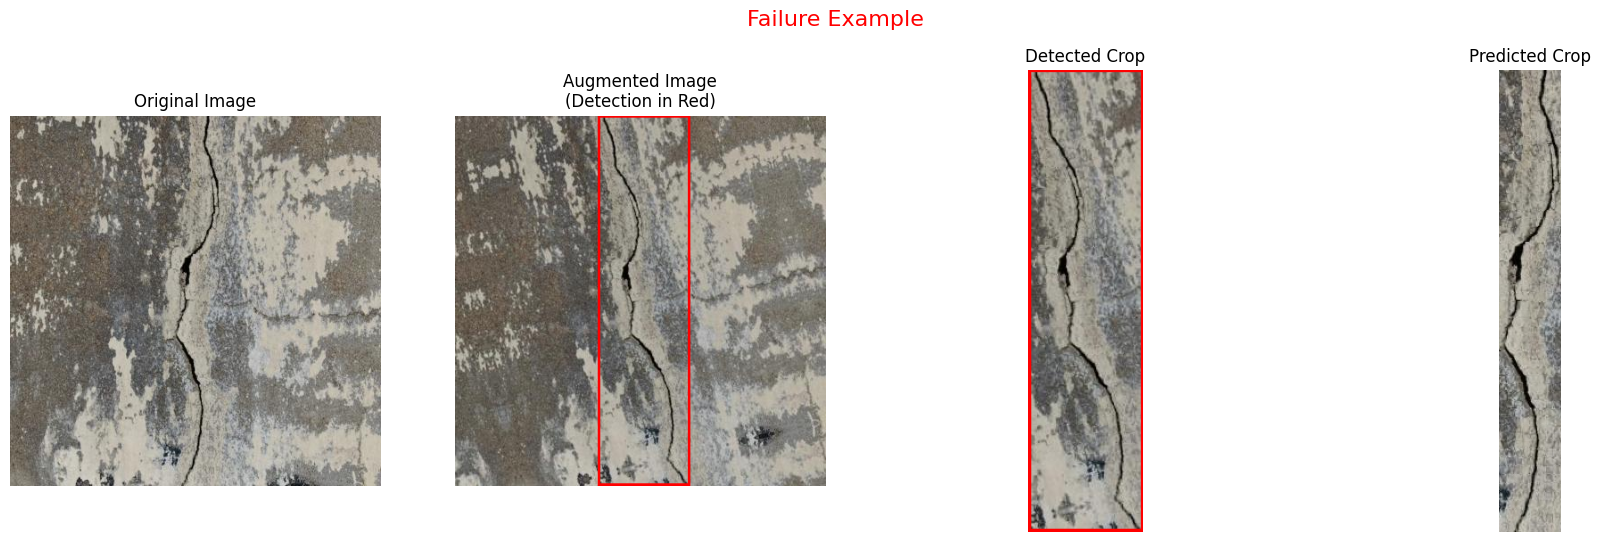 Failure Example
Original Image
Augmented Image
(Detection in Red)
Detected Crop
Predicted Crop